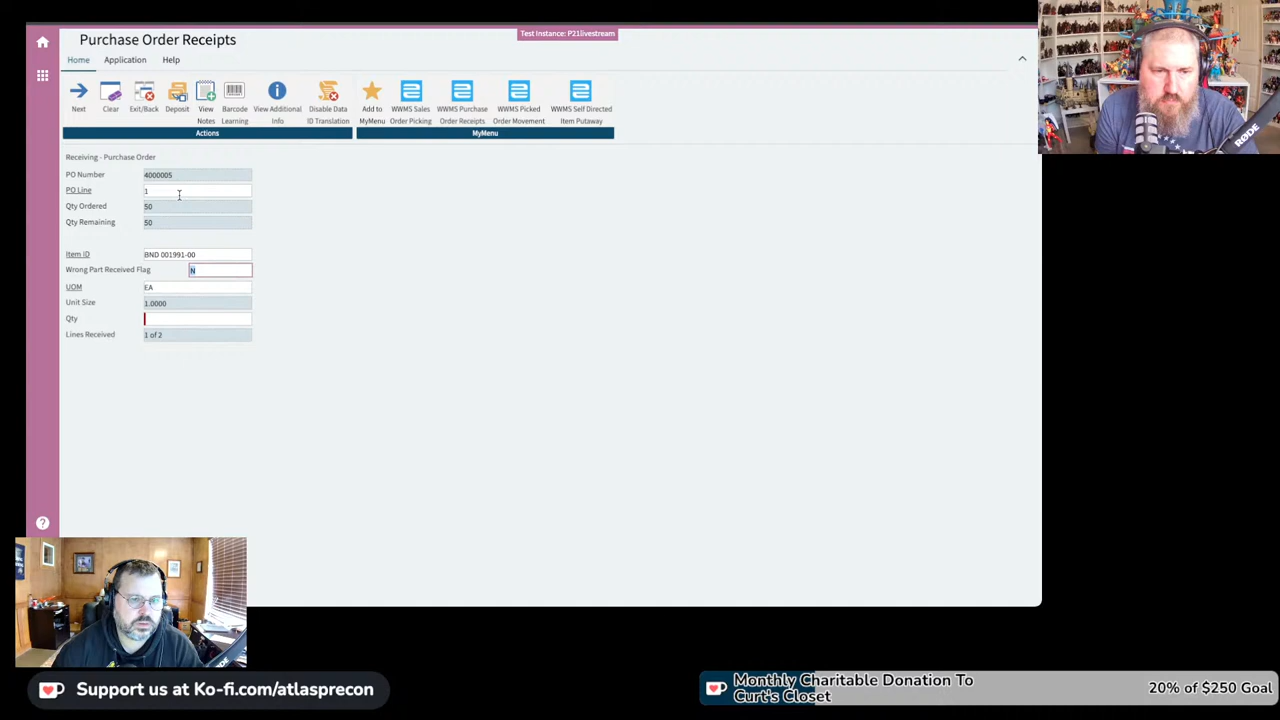 Purchase Order Receipts
Test Instance: P21livestream
Home Application Help
Next Clear Exit/Back Deposit View Notes Barcode Learning View Additional Info Disable Data ID Translation
Add to MyMenu WWMS Sales Order Picking WWMS Purchase Order Receipts WWMS Picked Order Movement WWMS Self Directed Item Putaway
Actions MyMenu
Receiving - Purchase Order
PO Number 4000005
PO Line 1
Qty Ordered 50
Qty Remaining 50
Item ID BND 001991-00
Wrong Part Received Flag N
UOM EA
Unit Size 1.0000
Qty
Lines Received 1 of 2
RØDE
Support us at Ko-fi.com/atlasprecon
Monthly Charitable Donation To
Curt's Closet
20% of $250 Goal